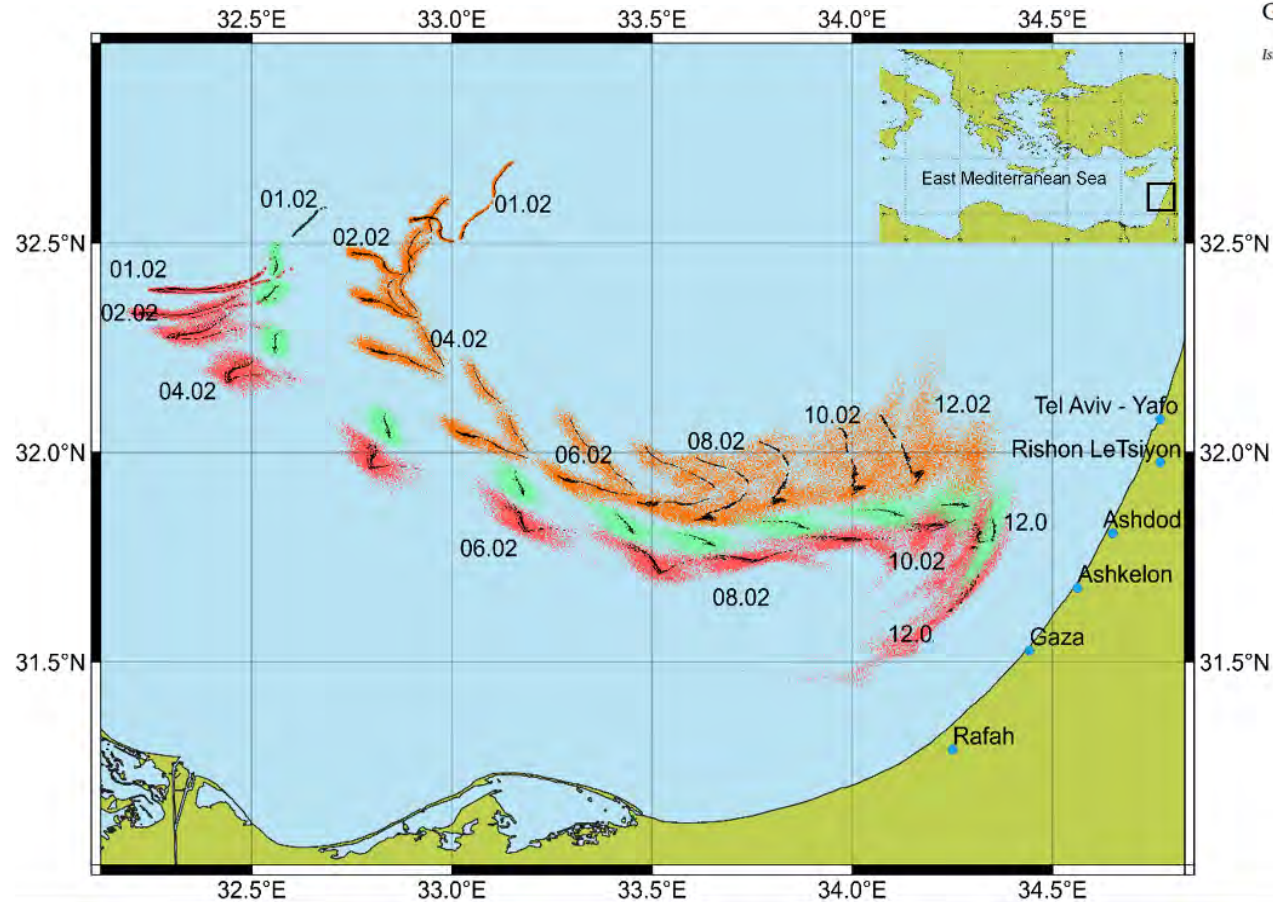 32.5°E 33.0°E 33.5°E 34.0°E 34.5°E
G
Is
East Mediterranean Sea
01.02
01.02
02.02
32.5°N 32.5°N
01.02
02.02
04.02
04.02
12.02
10.02
Tel Aviv - Yafo
08.02
32.0°N 06.02 Rishon LeTsiyon 32.0°N
12.0
Ashdod
06.02
10.02
Ashkelon
08.02
12.0
Gaza
31.5°N 31.5°N
Rafah
32.5°E 33.0°E 33.5°E 34.0°E 34.5°E